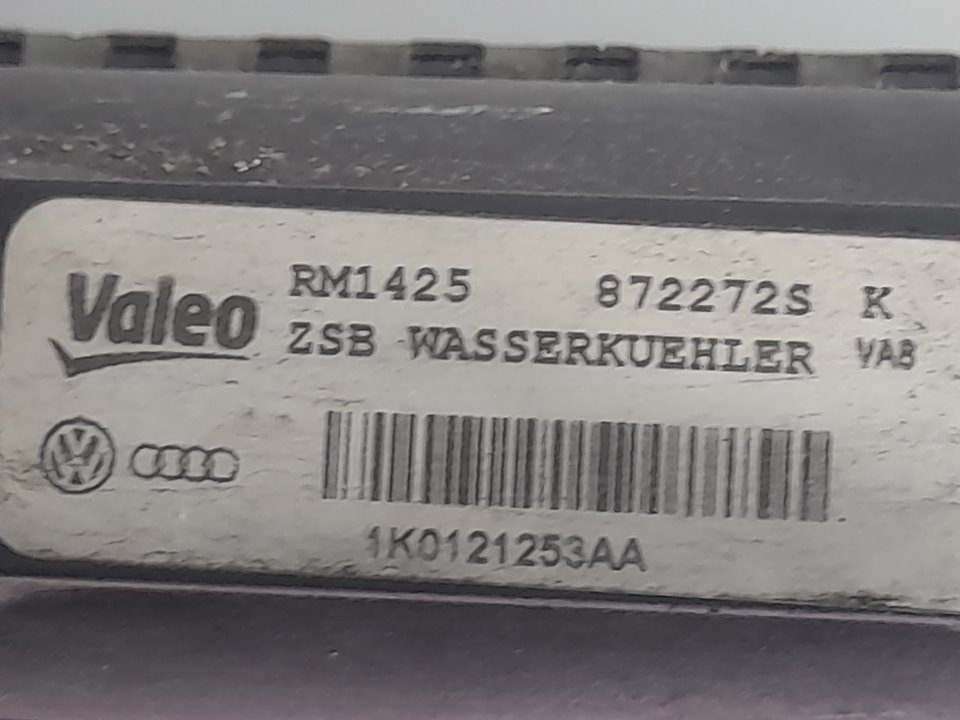 Valeo RM1425 872272S K
ZSB WASSERKUEHLER VAB
1K0121253AA